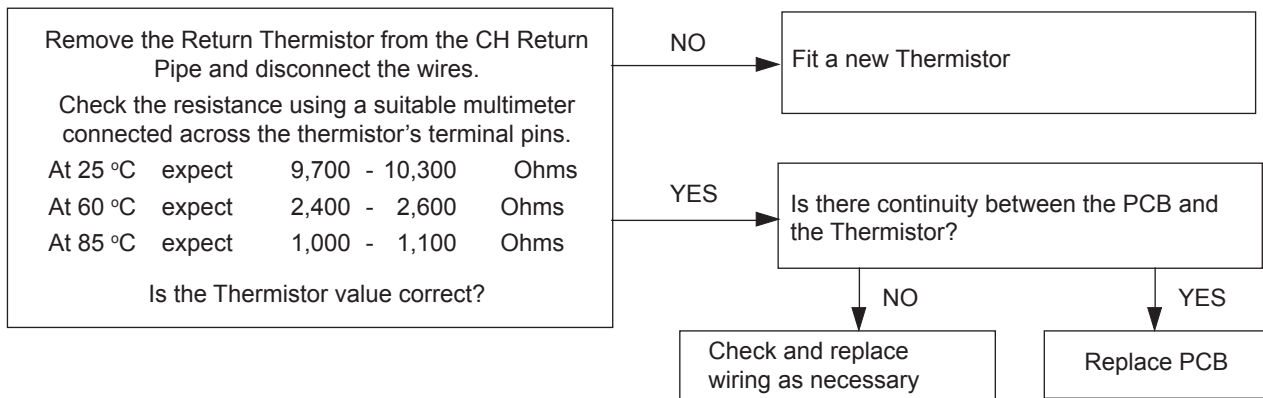 Remove the Return Thermistor from the CH Return
Pipe and disconnect the wires.
Check the resistance using a suitable multimeter
connected across the thermistor's terminal pins.
At 25 ºC expect 9,700 - 10,300 Ohms
At 60 ºC expect 2,400 - 2,600 Ohms
At 85 ºC expect 1,000 - 1,100 Ohms
Is the Thermistor value correct?
NO
Fit a new Thermistor
YES
Is there continuity between the PCB and
the Thermistor?
NO
YES
Check and replace
wiring as necessary
Replace PCB